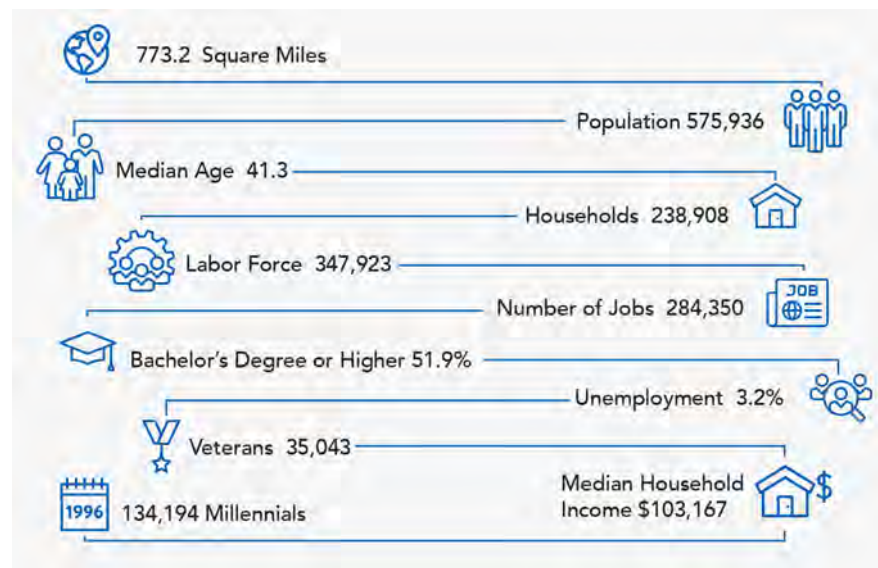 773.2 Square Miles
Population 575,936
Median Age 41.3
Households 238,908
Labor Force 347,923
JOB
Number of Jobs 284,350
Bachelor's Degree or Higher 51.9%
Unemployment 3.2%
Veterans 35,043
Median Household
Income $103,167
$
1996
134,194 Millennials